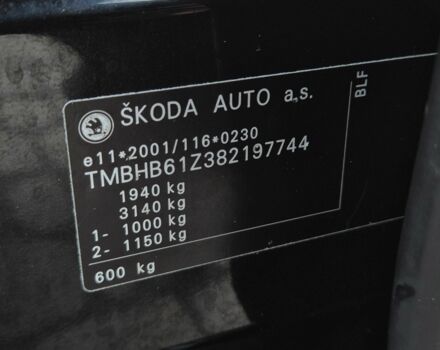 ŠKODA AUTO a.s.
e11*2001/116*0230
TMBHB61Z382197744
1940 kg
3140 kg
1- 1000 kg
2- 1150 kg
600 kg
BLF